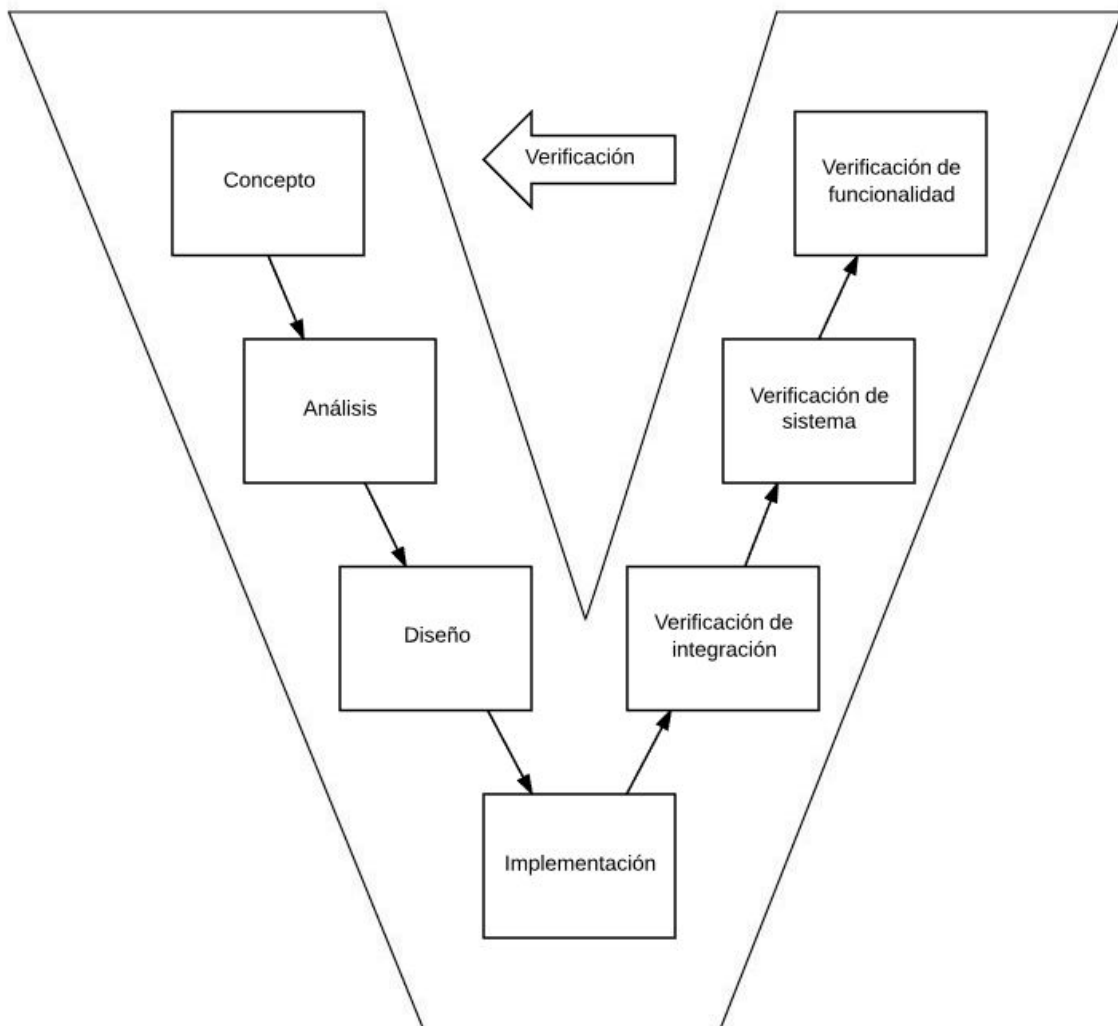 Concepto
Verificación
Verificación de
funcionalidad
Análisis
Verificación de
sistema
Diseño
Verificación de
integración
Implementación